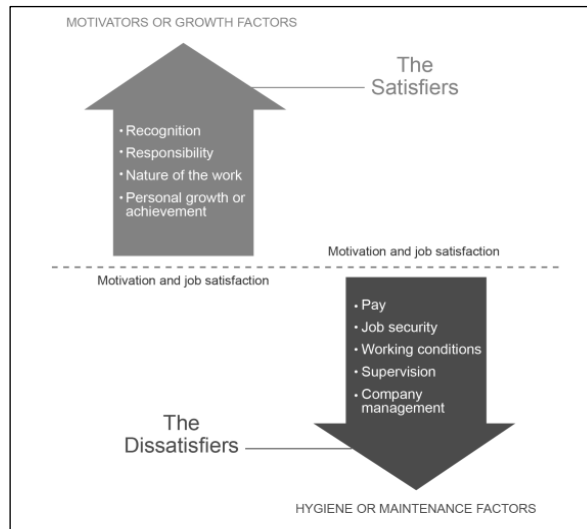 MOTIVATORS OR GROWTH FACTORS
The
Satisfiers
• Recognition
• Responsibility
• Nature of the work
• Personal growth or
achievement
Motivation and job satisfaction
Motivation and job satisfaction
• Pay
• Job security
• Working conditions
• Supervision
• Company
management
The
Dissatisfiers
HYGIENE OR MAINTENANCE FACTORS